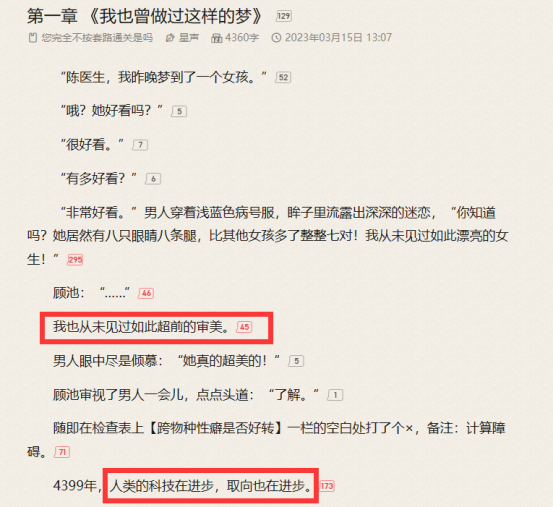 第一章 《我也曾做过这样的梦》 129
您完全不按套路通关是吗 星声 4360字 2023年03月15日 13:07
“陈医生，我昨晚梦到了一个女孩。” 52
“哦？她好看吗？” 5
“很好看。” 7
“有多好看？” 6
“非常好看。”男人穿着浅蓝色病号服，眸子里流露出深深的迷恋，“你知道
吗？她居然有八只眼睛八条腿，比其他女孩多了整整七对！我从未见过如此漂亮的女
生！” 295
顾池：“……” 46
我也从未见过如此超前的审美。 45
男人眼中尽是倾慕：“她真的超美的！” 5
顾池审视了男人一会儿，点点头道：“了解。” 1
随即在检查表上【跨物种性癖是否好转】一栏的空白处打了个×，备注：计算障
碍。 71
4399年，人类的科技在进步，取向也在进步。 173